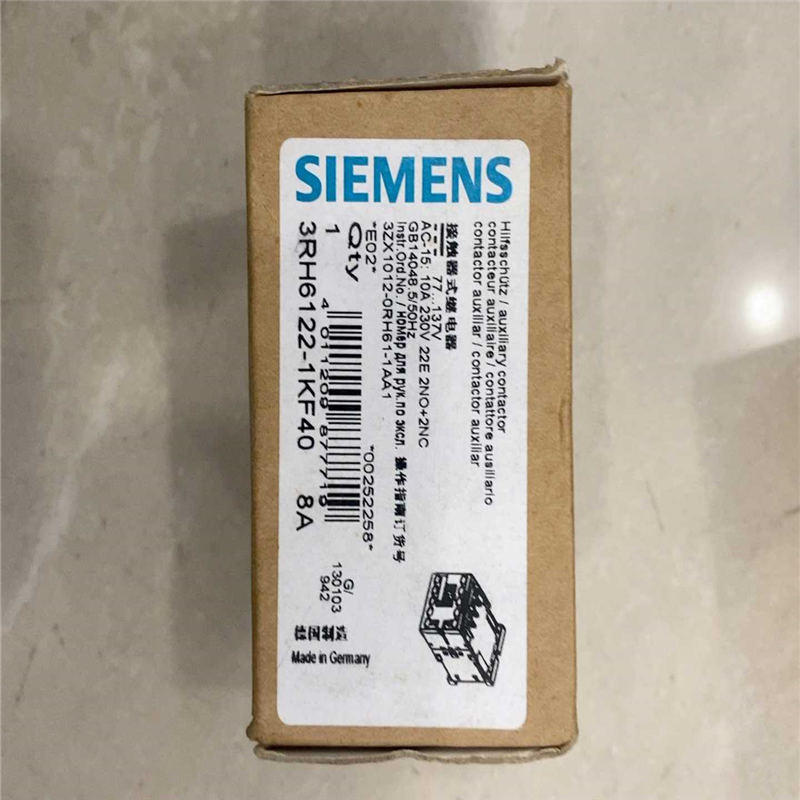 SIEMENS
Hilfsschütz / auxiliary contactor
contacteur auxiliaire / contattore ausiliario
contactor auxiliar / contactor auxiliar
接触器式继电器
77...137V
AC-15: 10A 230V 22E 2NO+2NC
GB14048.5/50Hz
Instr.Ord.No. / Номер для рук.по эксп. 操作指南订货号
3ZX1012-0RH61-1AA1
*E02* *00252258*
Qty
1
4 011209 877719
3RH6122-1KF40 8A
G/
130103
942
德国制造
Made in Germany